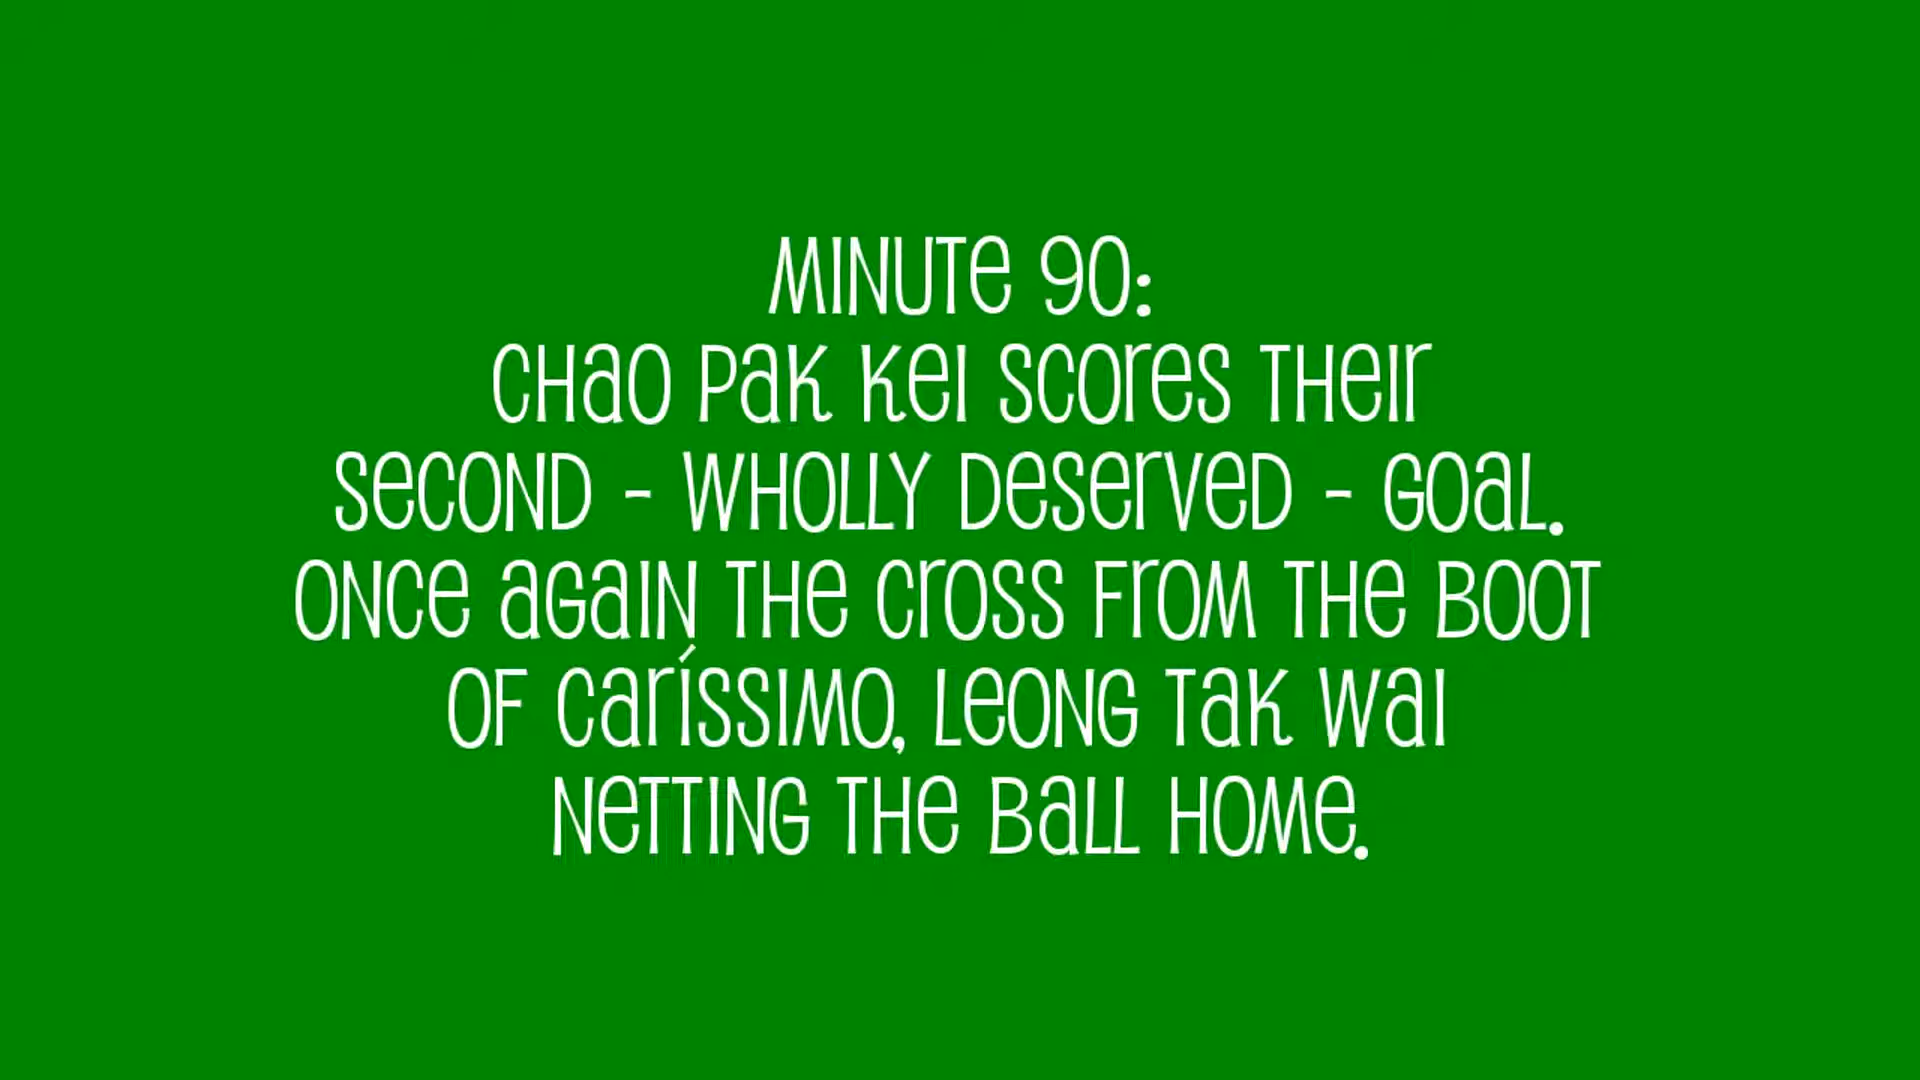 Minute 90:
Chao Pak Kei scores their
second - wholly deserved - goal.
Once again the cross from the boot
of Caríssimo, Leong Tak Wai
netting the ball home.